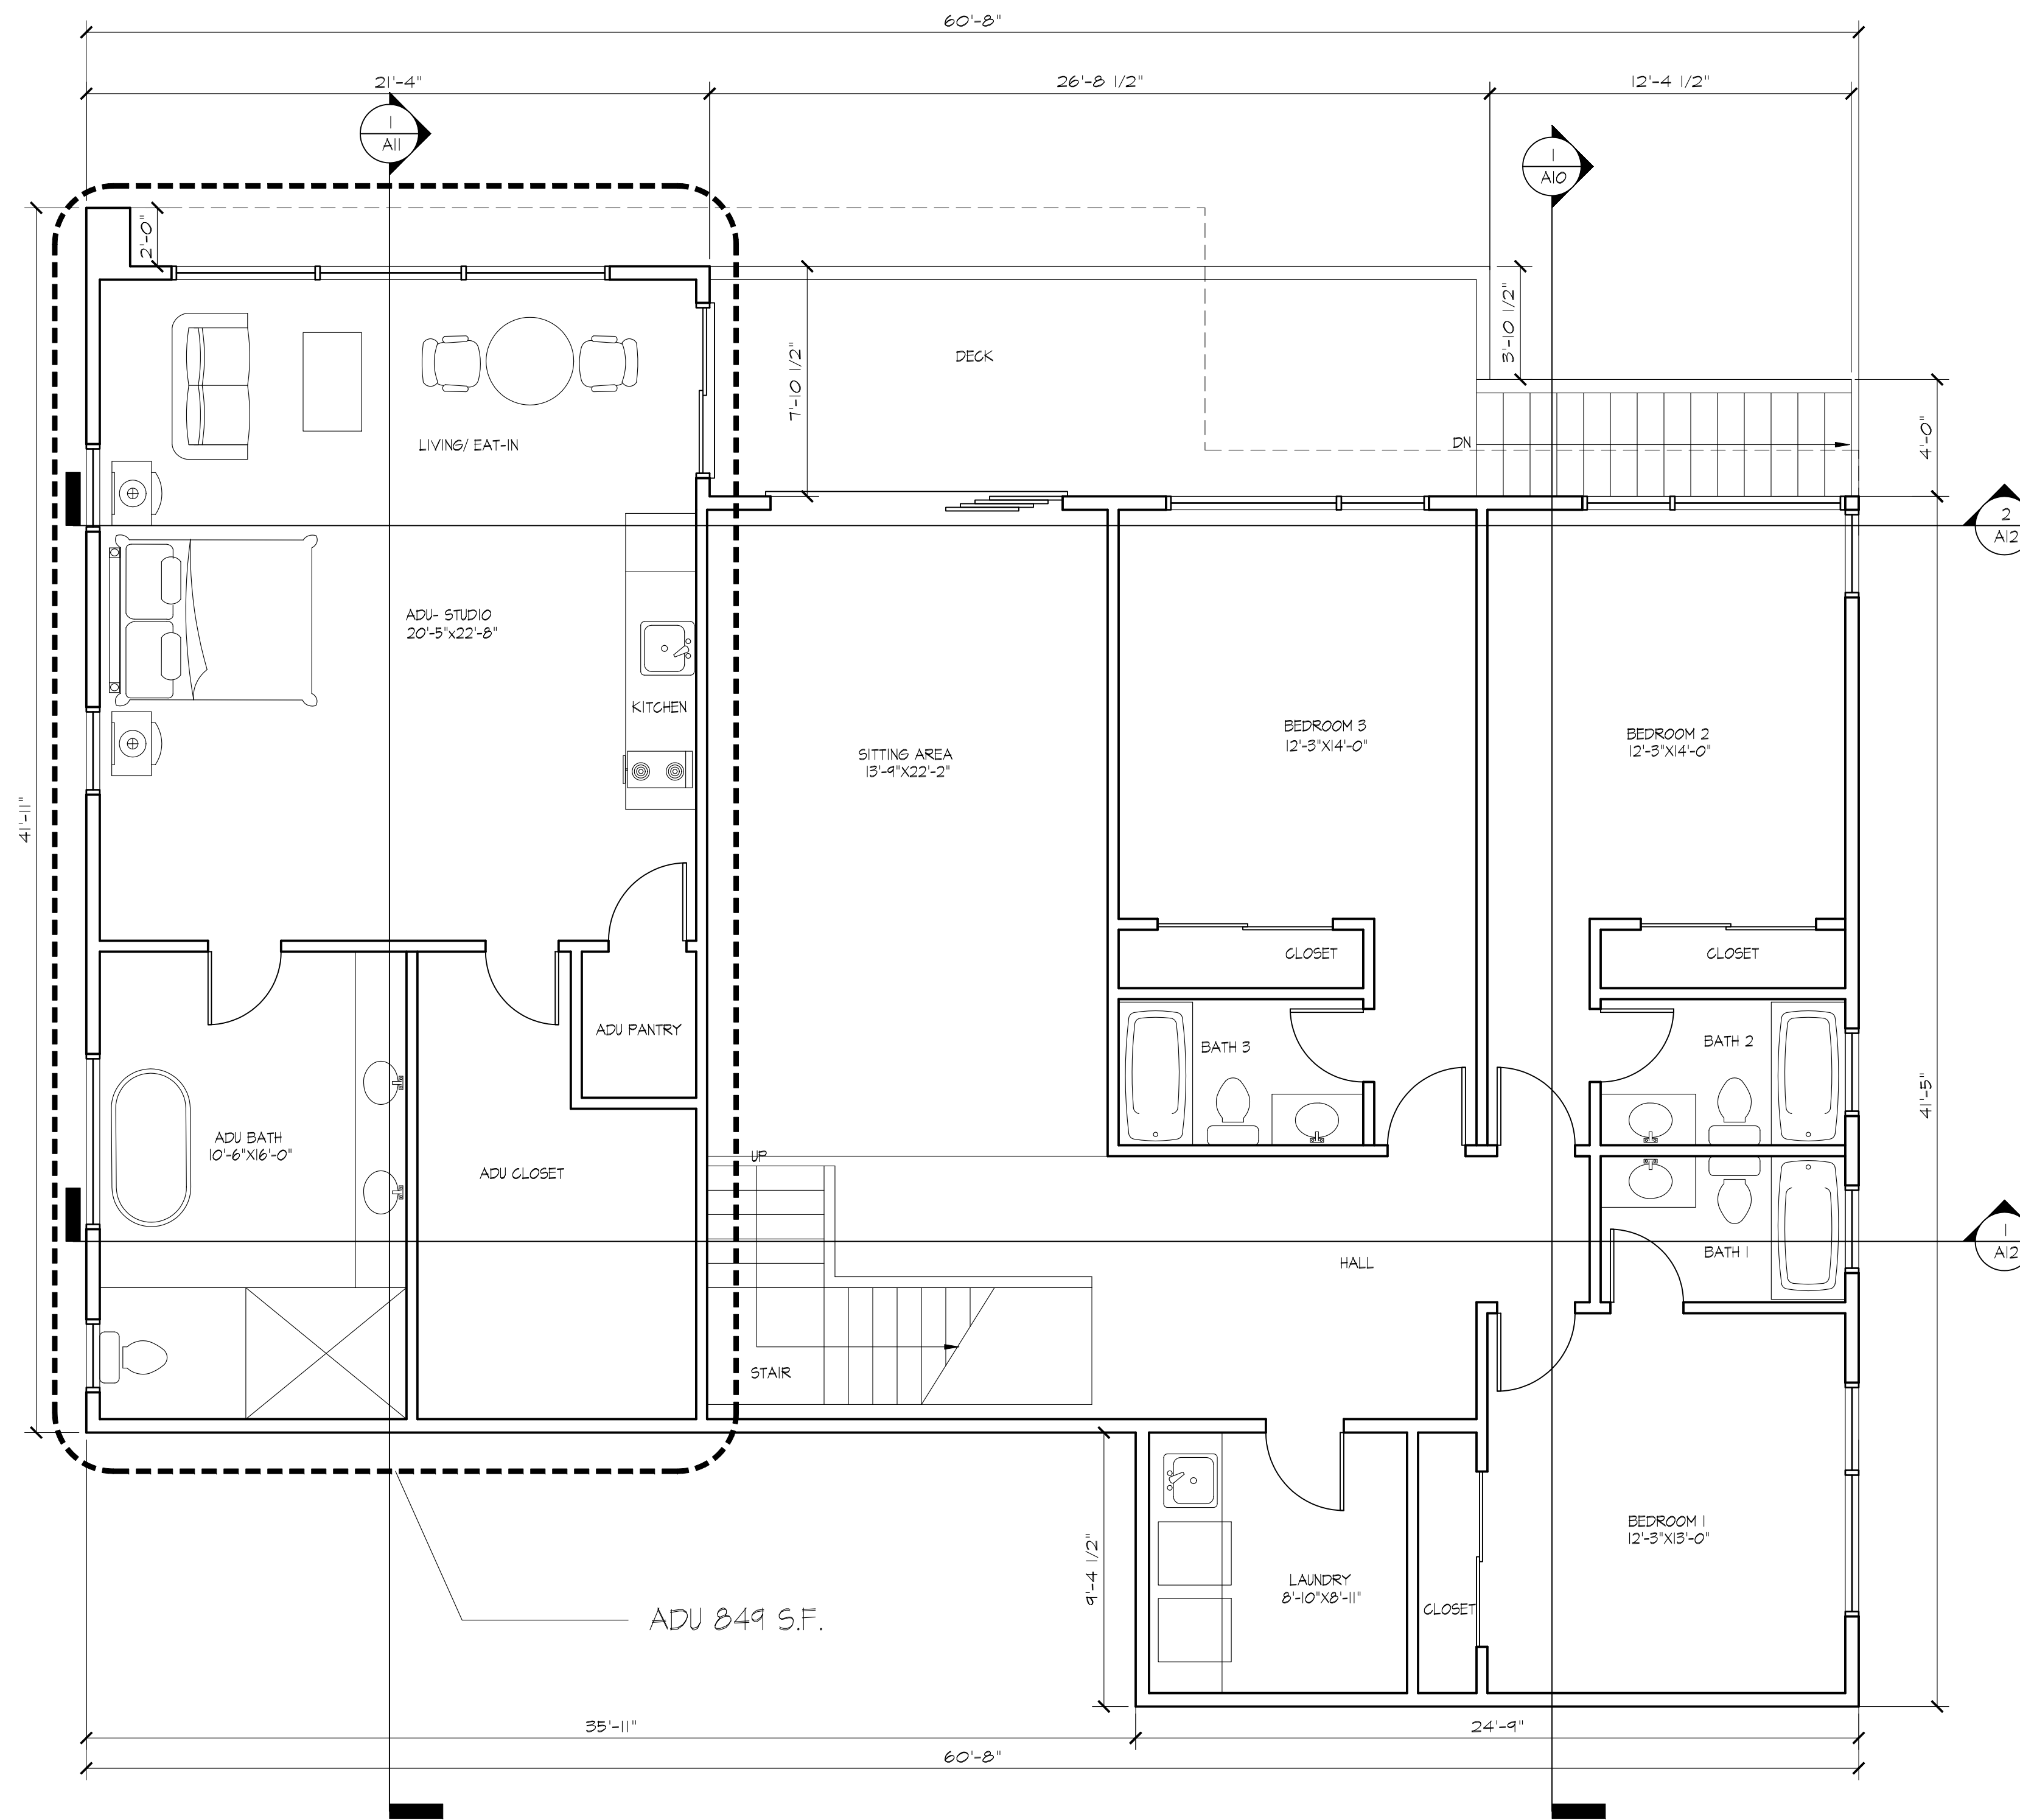 60'-8"
21'-4"
26'-8 1/2"
12'-4 1/2"
1
A11
1
A10
2'-0"
3'-10 1/2"
7'-10 1/2"
DECK
4'-0"
DN
LIVING/ EAT-IN
2
A12
ADU- STUDIO
20'-5"x22'-8"
KITCHEN
BEDROOM 3
12'-3"X14'-0"
BEDROOM 2
12'-3"X14'-0"
SITTING AREA
13'-9"X22'-2"
41'-11"
CLOSET
CLOSET
ADU PANTRY
BATH 3
BATH 2
41'-5"
ADU BATH
10'-6"X16'-0"
UP
ADU CLOSET
HALL
BATH 1
1
A12
STAIR
BEDROOM 1
12'-3"X13'-0"
9'-4 1/2"
LAUNDRY
8'-10"X8'-11"
CLOSET
ADU 849 S.F.
35'-11"
24'-9"
60'-8"